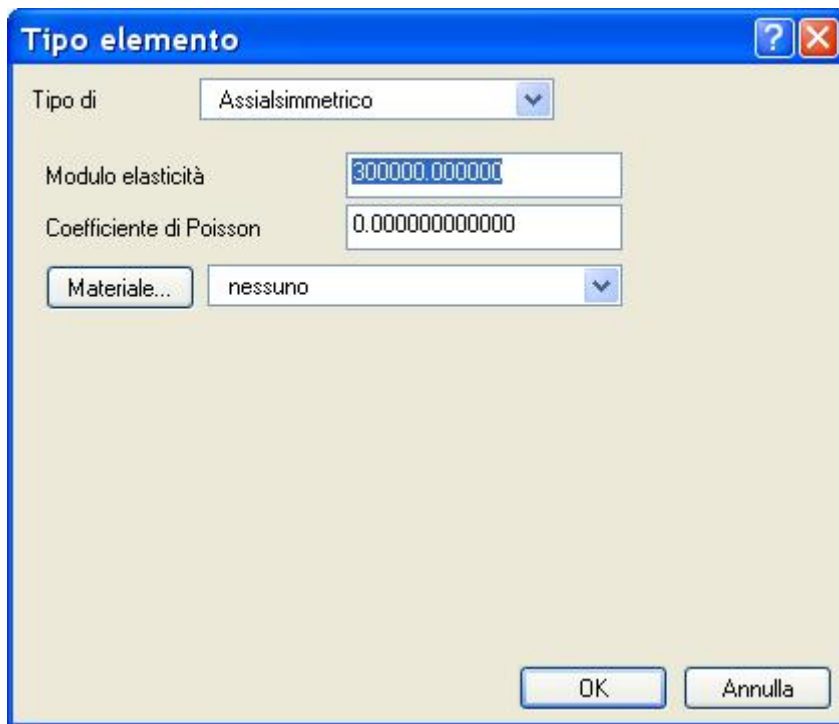 Tipo elemento
Tipo di Assialsimmetrico
Modulo elasticità 300000.000000
Coefficiente di Poisson 0.000000000000
Materiale... nessuno
OK Annulla